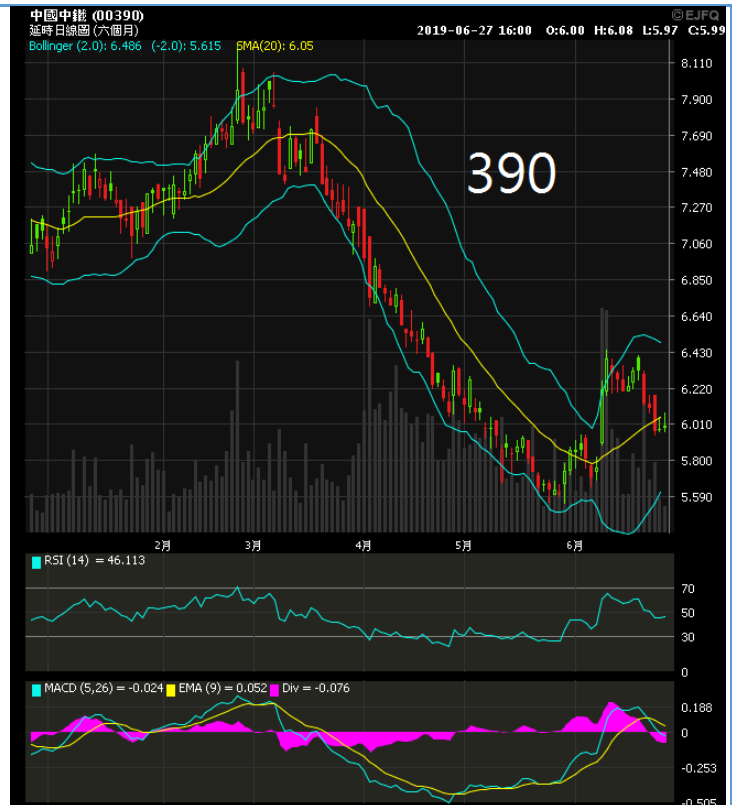 中國中鐵 (00390)
©EJFQ
延時日線圖 (六個月)
2019-06-27 16:00 O:6.00 H:6.08 L:5.97 C:5.99
Bollinger (2.0): 6.486 (-2.0): 5.615 SMA(20): 6.05
8.110
7.900
7.690
390
7.480
7.270
7.060
6.850
6.640
6.430
6.220
6.010
5.800
5.590
2月 3月 4月 5月 6月
RSI (14) = 46.113
70
50
30
0
MACD (5,26) = -0.024 EMA (9) = 0.052 Div = -0.076
0.188
0
-0.253
-0.505